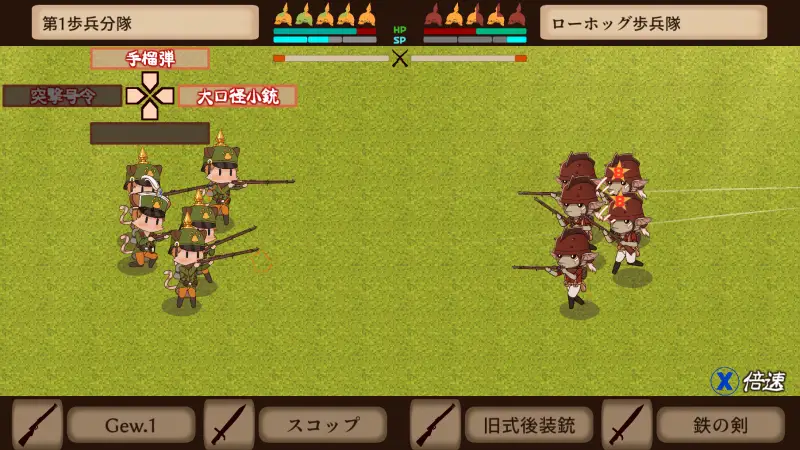 第1歩兵分隊
HP
SP
ローホッグ歩兵隊
手榴弾
突撃号令
大口径小銃
8
8
X 倍速
Gew.1
スコップ
旧式後装銃
鉄の剣